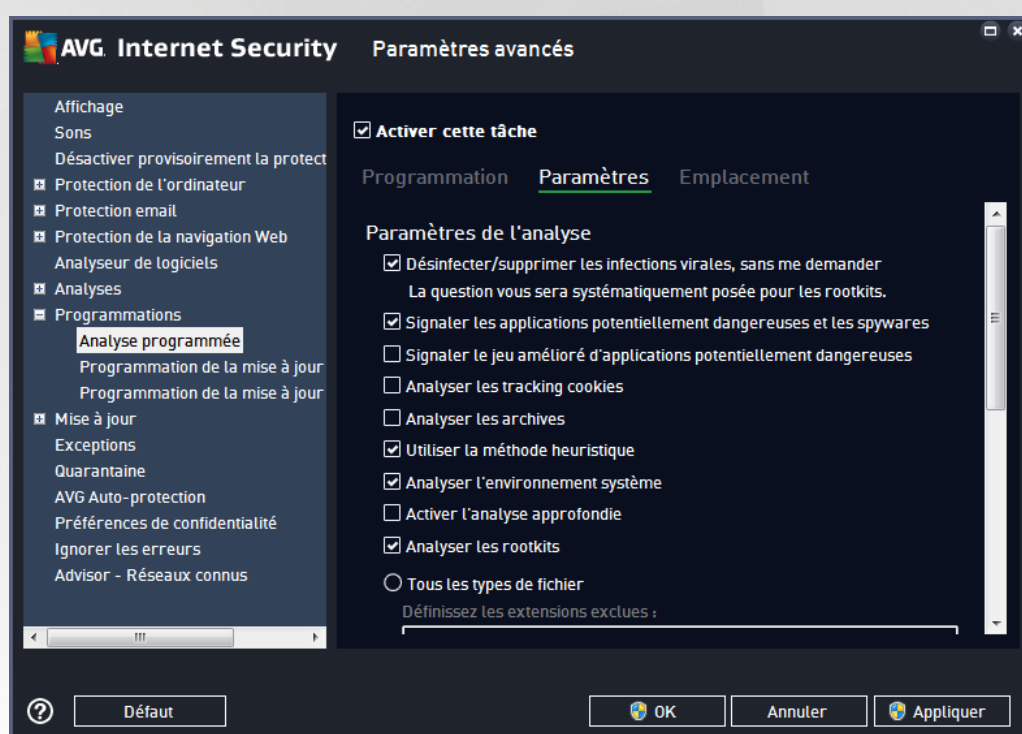 AVG. Internet Security
Paramètres avancés
Affichage
Sons
Désactiver provisoirement la protect
Protection de l'ordinateur
Protection email
Protection de la navigation Web
Analyseur de logiciels
Analyses
Programmations
Analyse programmée
Programmation de la mise à jour
Programmation de la mise à jour
Mise à jour
Exceptions
Quarantaine
AVG Auto-protection
Préférences de confidentialité
Ignorer les erreurs
Advisor - Réseaux connus
Activer cette tâche
Programmation Paramètres Emplacement
Paramètres de l'analyse
Désinfecter/supprimer les infections virales, sans me demander
La question vous sera systématiquement posée pour les rootkits.
Signaler les applications potentiellement dangereuses et les spywares
Signaler le jeu amélioré d'applications potentiellement dangereuses
Analyser les tracking cookies
Analyser les archives
Utiliser la méthode heuristique
Analyser l'environnement système
Activer l'analyse approfondie
Analyser les rootkits
Tous les types de fichier
Définissez les extensions exclues :
? Défaut OK Annuler Appliquer